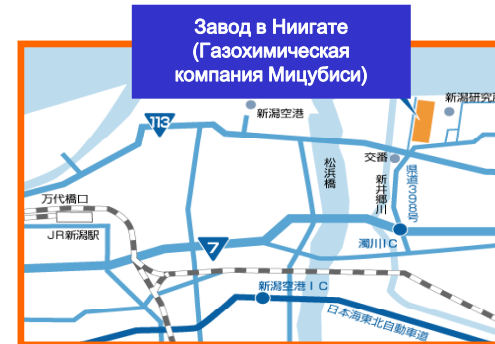 Завод в Ниигате
(Газохимическая
компания Мицубиси)
113
新潟空港
新潟研究所
松浜橋
交番
新井郷川
県道398号
万代橋口
JR新潟駅
7
濁川IC
新潟空港IC
日本海東北自動車道